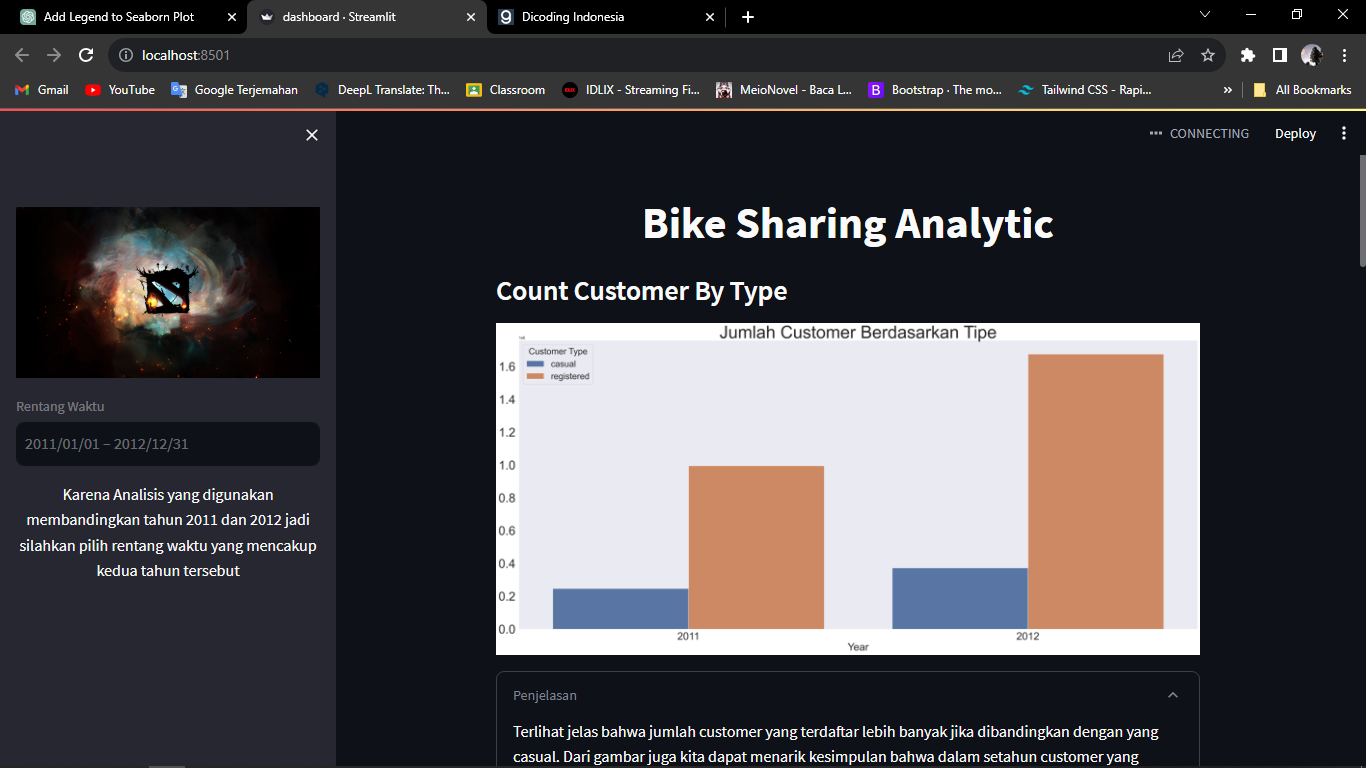 Add Legend to Seaborn Plot
dashboard · Streamlit
Dicoding Indonesia
localhost:8501
Gmail
YouTube
Google Terjemahan
DeepL Translate: Th...
Classroom
IDLIX - Streaming Fi...
MeioNovel - Baca L...
Bootstrap · The mo...
Tailwind CSS - Rapi...
»
All Bookmarks
CONNECTING
Deploy
Rentang Waktu
2011/01/01 – 2012/12/31
Karena Analisis yang digunakan
membandingkan tahun 2011 dan 2012 jadi
silahkan pilih rentang waktu yang mencakup
kedua tahun tersebut
Bike Sharing Analytic
Count Customer By Type
Jumlah Customer Berdasarkan Tipe
Customer Type
casual
registered
1.6
1.4
1.2
1.0
0.8
0.6
0.4
0.2
0.0
2011
2012
Year
Penjelasan
Terlihat jelas bahwa jumlah customer yang terdaftar lebih banyak jika dibandingkan dengan yang
casual. Dari gambar juga kita dapat menarik kesimpulan bahwa dalam setahun customer yang